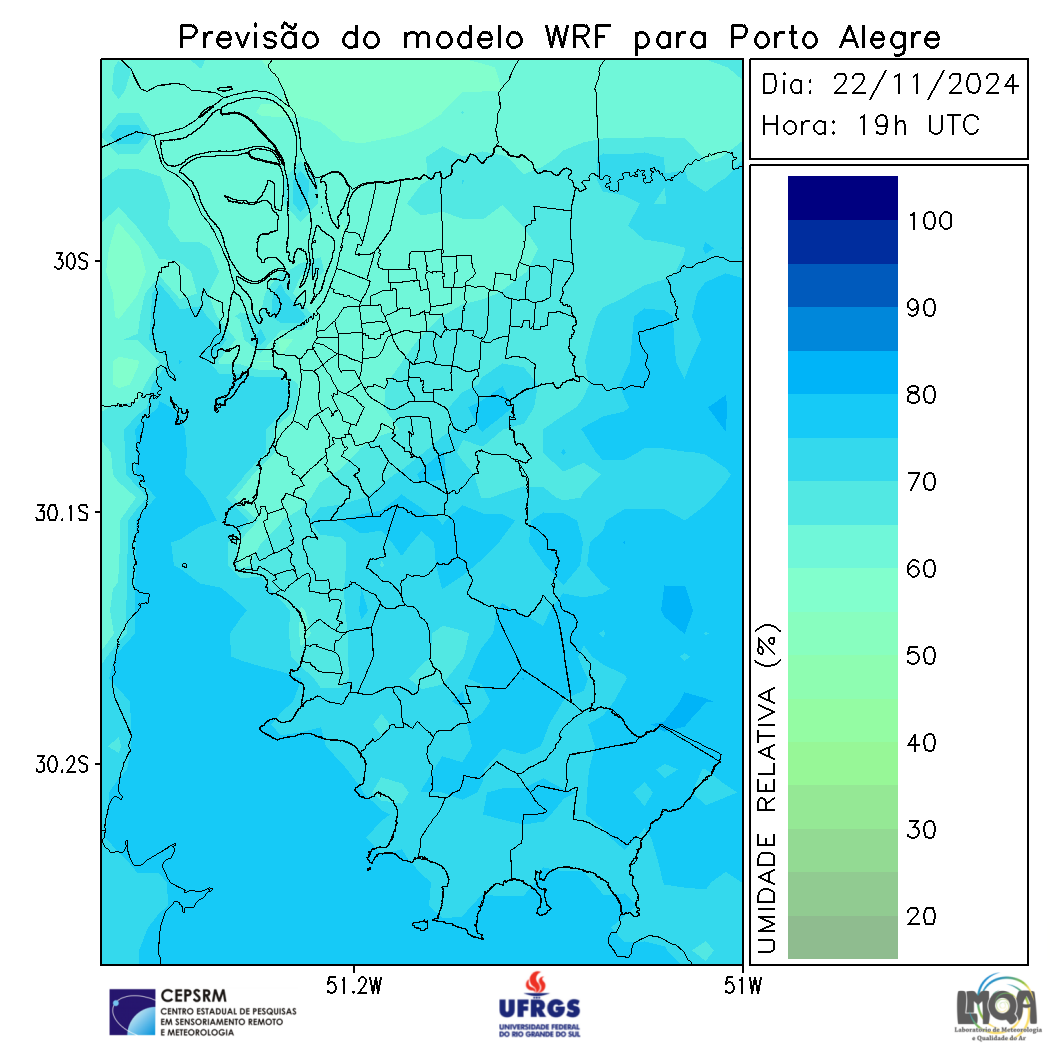 Previsão do modelo WRF para Porto Alegre
Dia: 22/11/2024
Hora: 19h UTC
100
90
80
70
60
50
40
30
20
UMIDADE RELATIVA (%)
30S
30.1S
30.2S
51.2W
51W
CEPSRM
CENTRO ESTADUAL DE PESQUISAS
EM SENSORIAMENTO REMOTO
E METEOROLOGIA
UFRGS
UNIVERSIDADE FEDERAL
DO RIO GRANDE DO SUL
LMQA
Laboratório de Meteorologia
e Qualidade do Ar